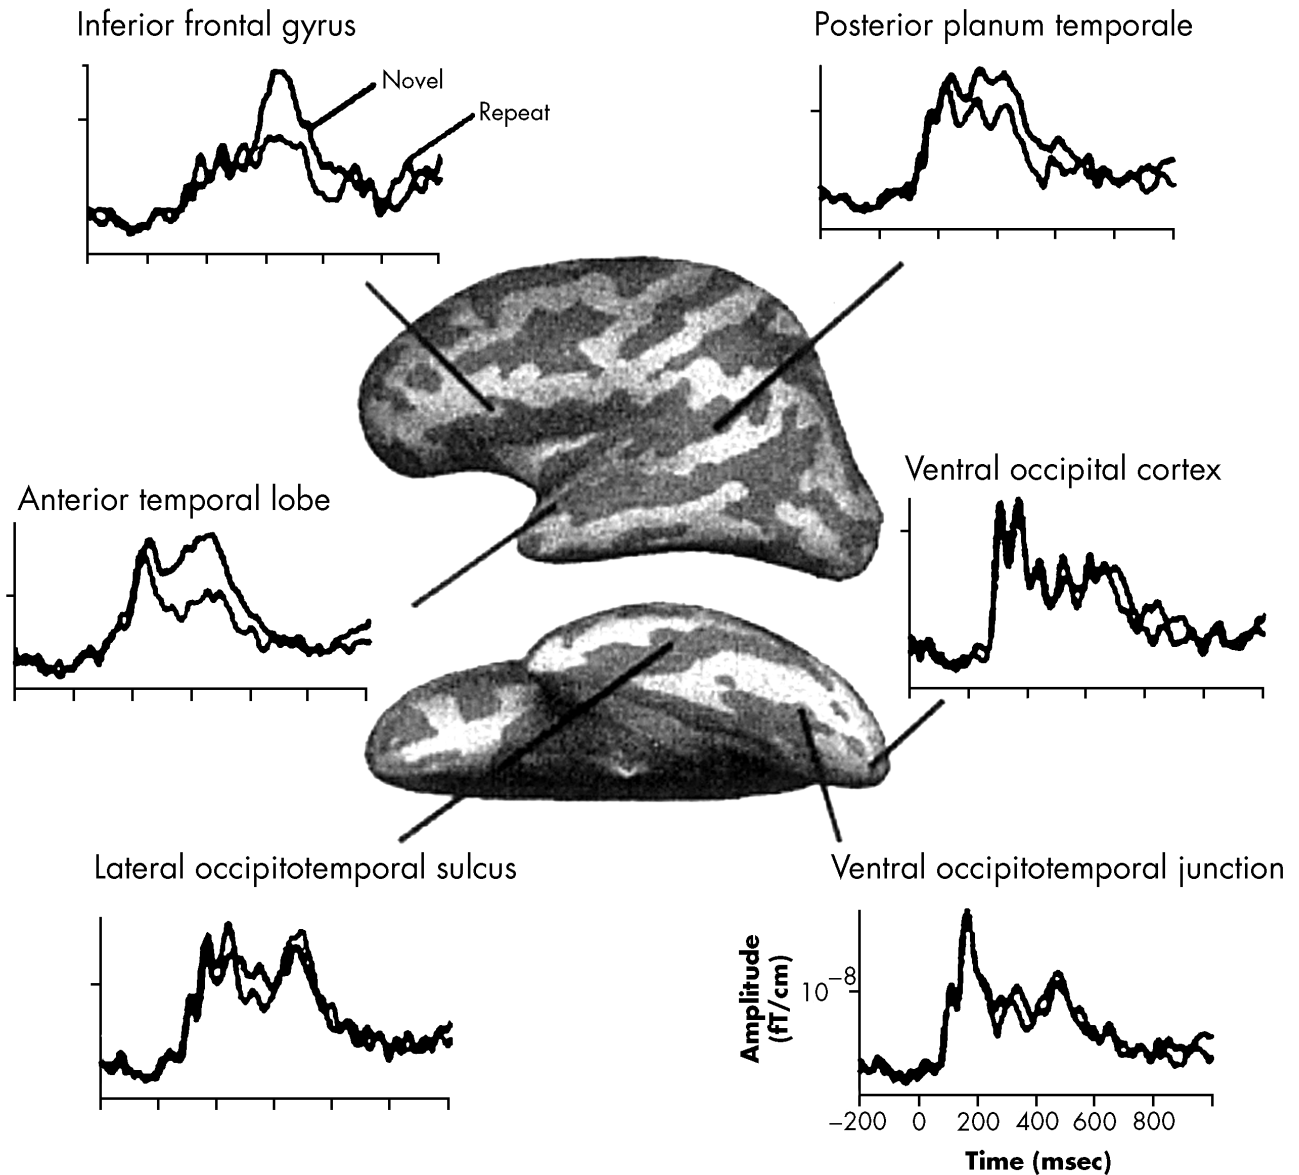 Inferior frontal gyrus
Posterior planum temporale
Novel
Repeat
Anterior temporal lobe
Ventral occipital cortex
Lateral occipitotemporal sulcus
Ventral occipitotemporal junction
Amplitude
(fT/cm)
10−8
−200 0 200 400 600 800
Time (msec)